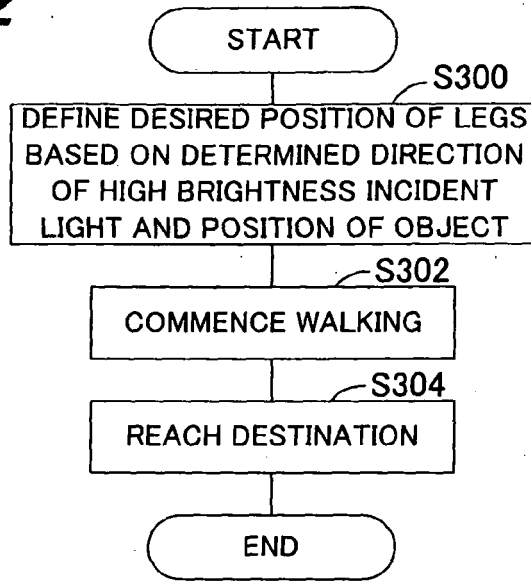 START
S300
DEFINE DESIRED POSITION OF LEGS
BASED ON DETERMINED DIRECTION
OF HIGH BRIGHTNESS INCIDENT
LIGHT AND POSITION OF OBJECT
S302
COMMENCE WALKING
S304
REACH DESTINATION
END